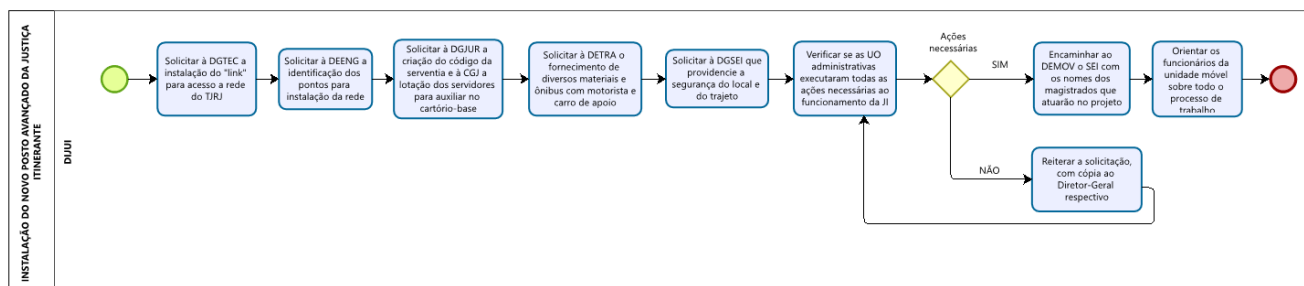 INSTALAÇÃO DO NOVO POSTO AVANÇADO DA JUSTIÇA
ITINERANTE
DIJUI
Solicitar à DGTEC a
instalação do "link"
para acesso a rede
do TJRJ
Solicitar à DEENG a
identificação dos
pontos para
instalação da rede
Solicitar à DGJUR a
criação do código da
serventia e à CGJ a
lotação dos servidores
para auxiliar no
cartório-base
Solicitar à DETRA o
fornecimento de
diversos materiais e
ônibus com motorista e
carro de apoio
Solicitar à DGSEI que
providencie a
segurança do local e
do trajeto
Verificar se as UO
administrativas
executaram todas as
ações necessárias ao
funcionamento da JI
Ações
necessárias
SIM
Encaminhar ao
DEMOV o SEI com
os nomes dos
magistrados que
atuarão no projeto
Orientar os
funcionários da
unidade móvel
sobre todo o
processo de
trabalho
NÃO
Reiterar a solicitação,
com cópia ao
Diretor-Geral
respectivo